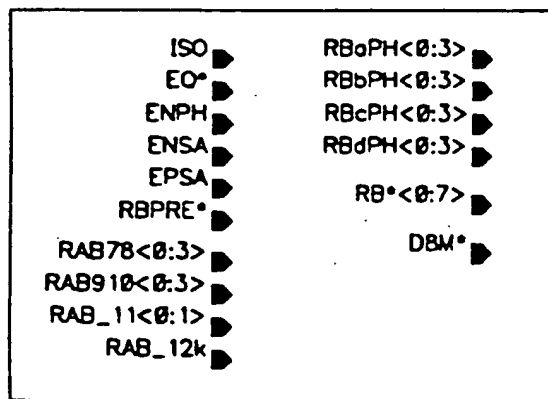 ISO
EQ*
ENPH
ENSA
EPSA
RBPRE*
RAB78<0:3>
RAB910<0:3>
RAB_11<0:1>
RAB_12k
RBaPH<0:3>
RBbPH<0:3>
RBcPH<0:3>
RBdPH<0:3>
RB*<0:7>
DBM*